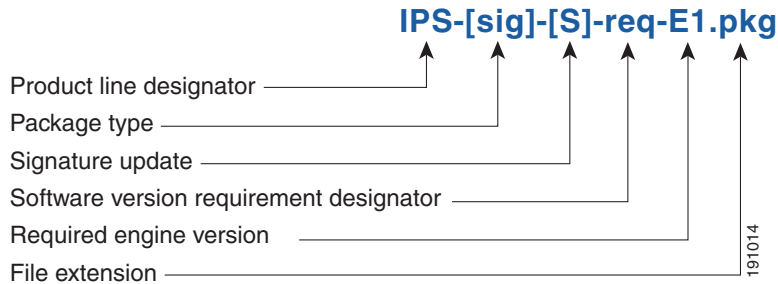 IPS-[sig]-[S]-req-E1.pkg
Product line designator
Package type
Signature update
Software version requirement designator
Required engine version
File extension
191014